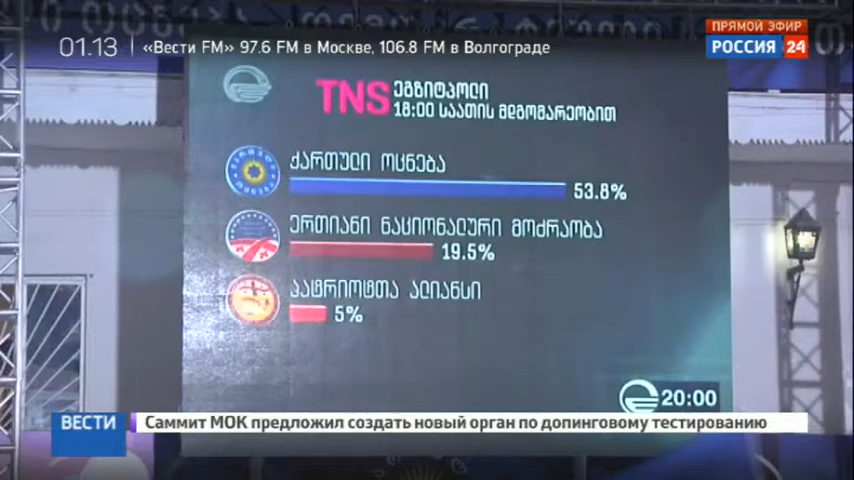 ПРЯМОЙ ЭФИР
РОССИЯ 24
01.13 «Вести FM» 97.6 FM в Москве, 106.8 FM в Волгограде
TNS ეგზიტპოლი
18:00 საათის მდგომარეობით
ქართული ოცნება
53.8%
ერთიანი ნაციონალური მოძრაობა
19.5%
პატრიოტთა ალიანსი
5%
20:00
ВЕСТИ
Саммит МОК предложил создать новый орган по допинговому тестированию